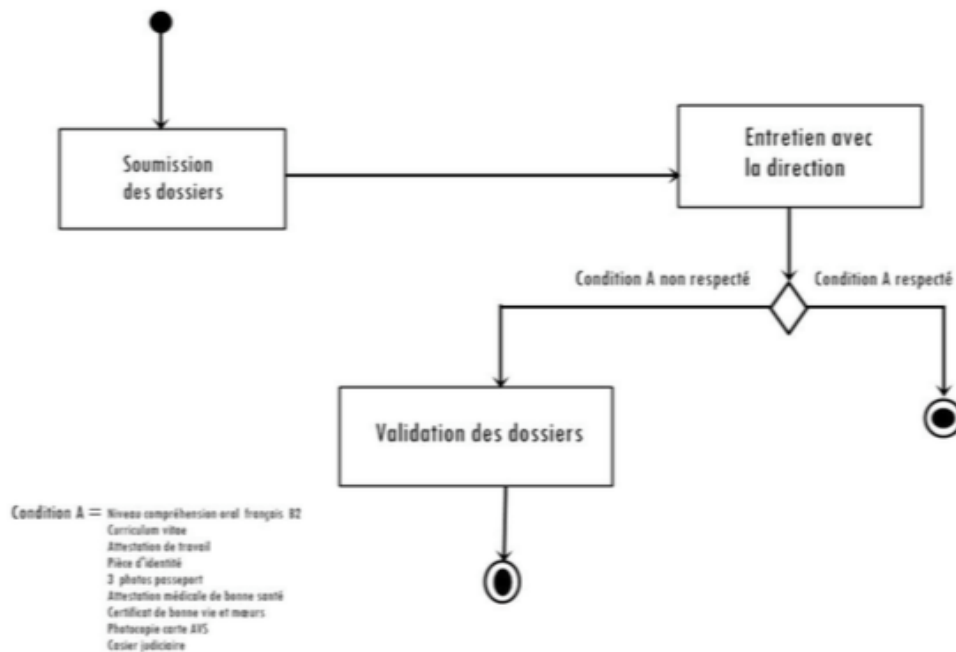 Soumission
des dossiers
Entretien avec
la direction
Condition A non respecté
Condition A respecté
Validation des dossiers
Condition A = Niveau compréhension oral français B2
Curriculum vitae
Attestation de travail
Pièce d'identité
3 photos passeport
Attestation médicale de bonne santé
Certificat de bonne vie et mœurs
Photocopie carte AVS
Casier judiciaire